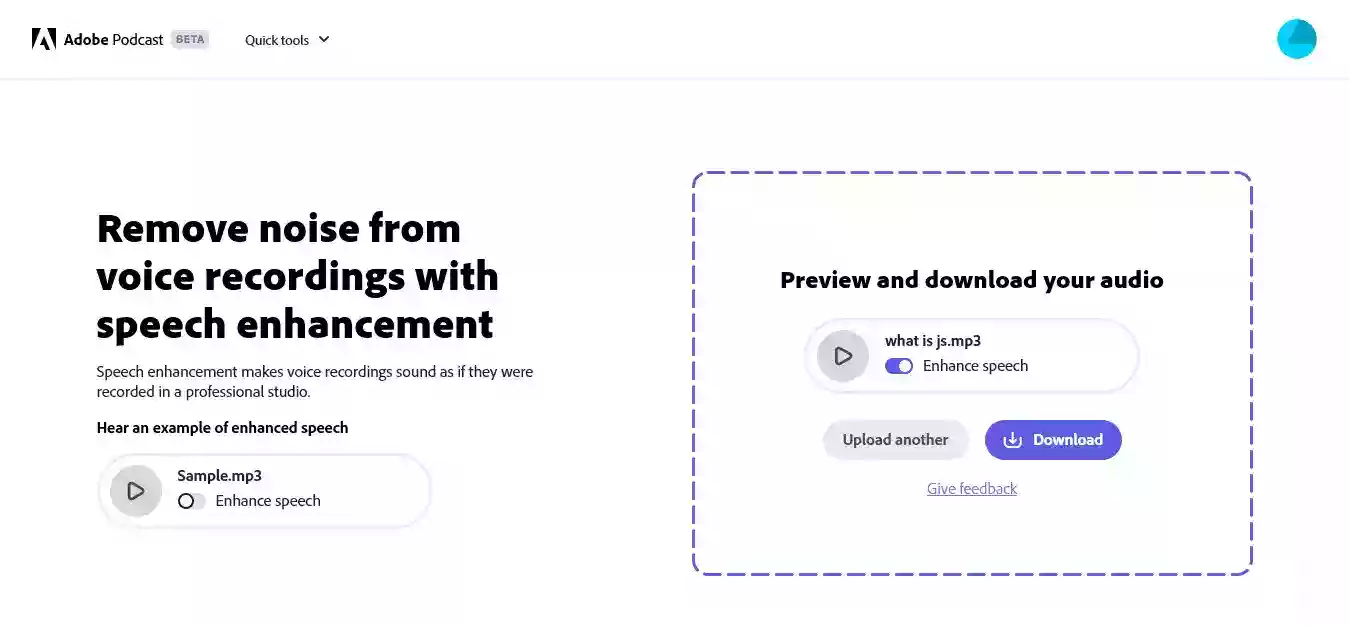 Adobe Podcast BETA Quick tools
Remove noise from
voice recordings with
speech enhancement
Speech enhancement makes voice recordings sound as if they were
recorded in a professional studio.
Hear an example of enhanced speech
Sample.mp3
Enhance speech
Preview and download your audio
what is js.mp3
Enhance speech
Upload another Download
Give feedback